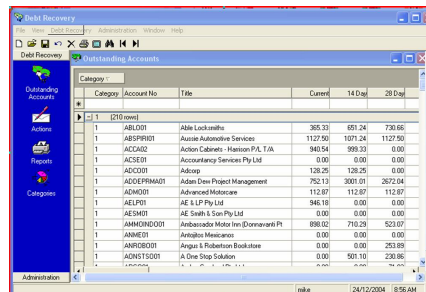 Debt Recovery
File View Debt Recovery Administration Window Help
Debt Recovery
Outstanding Accounts
Outstanding
Accounts
Actions
Reports
Categories
Administration
Category
Category Account No Title Current 14 Day 28 Day
1 (210 rows)
1 ABLO01 Able Locksmiths 365.33 651.24 730.66
1 ABSPIRI01 Aussie Automotive Services 1127.50 1071.24 1127.50
1 ACCA02 Action Cabinets - Harrison P/L T/A 940.54 999.33 0.00
1 ACSE01 Accountancy Services Pty Ltd 0.00 0.00 0.00
1 ADCO01 Adcorp 128.25 128.25 0.00
1 ADDEPRMA01 Adam Dew Project Management 752.13 3001.01 2672.04
1 ADMO01 Advanced Motorcare 112.87 112.87 112.87
1 AELP01 AE & LP Pty Ltd 946.18 0.00 0.00
1 AESM01 AE Smith & Son Pty Ltd 0.00 0.00 0.00
1 AMMOIND001 Ambassador Motor Inn (Donnavanti Pt 898.02 710.29 523.07
1 ANME01 Antojitos Mexicanos 0.00 0.00 0.00
1 ANROBO01 Angus & Robertson Bookstore 0.00 0.00 253.89
1 AONSTSO01 A One Stop Solution 0.00 501.10 230.86
mike 24/12/2004 8:56 AM